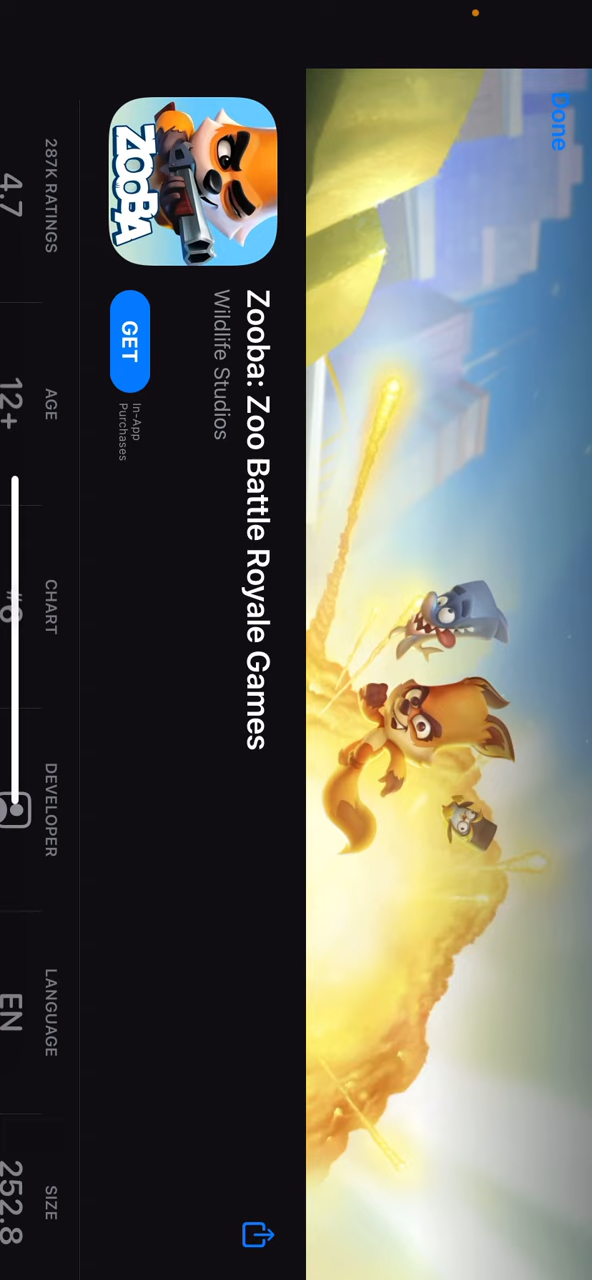 Done
ZOOBA
Zooba: Zoo Battle Royale Games
Wildlife Studios
GET
In-App
Purchases
287K RATINGS
AGE
CHART
DEVELOPER
LANGUAGE
SIZE
4.7
12+
EN
252.8